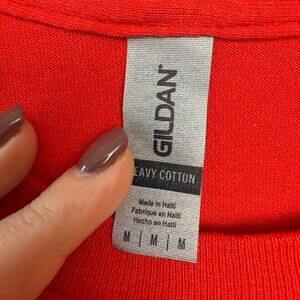 GILDAN
EAVY COTTON
Made in Haiti
Fabriqué en Haïti
Hecho en Haití
M M M